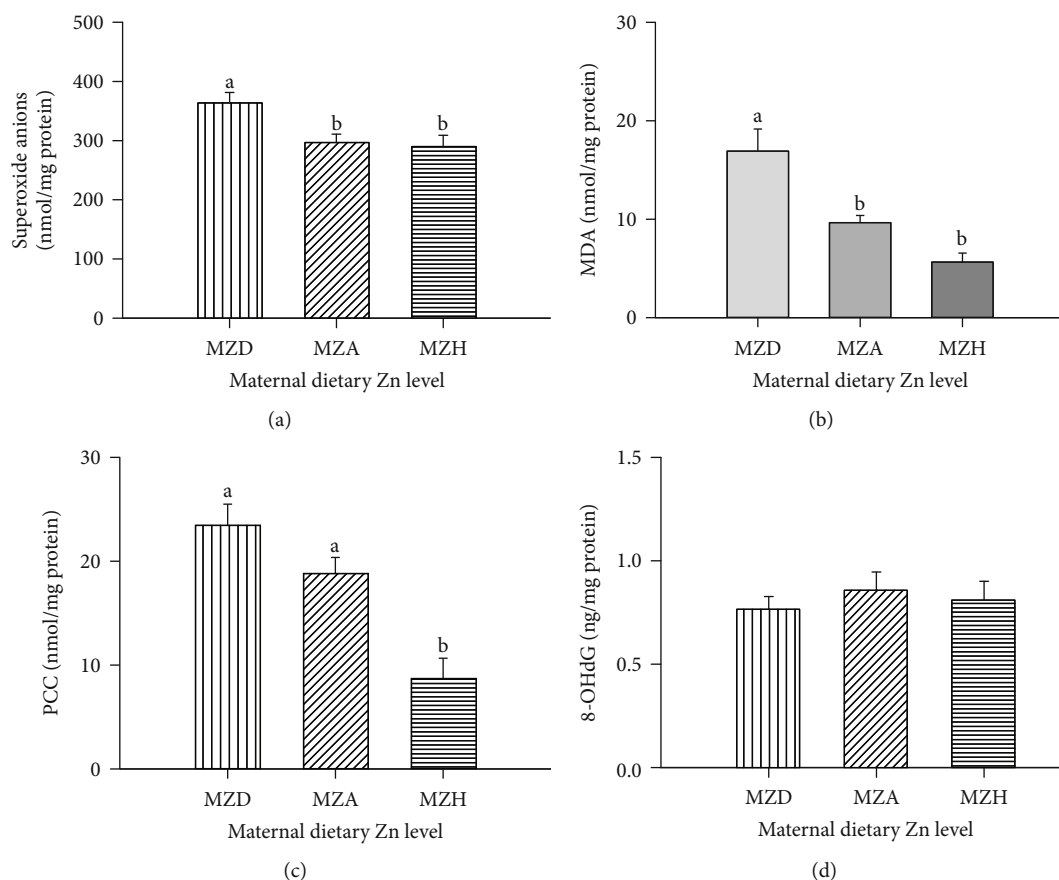 Superoxide anions
(nmol/mg protein)
500
400
300
200
100
0
a
b
b
MZD
MZA
MZH
Maternal dietary Zn level
(a)
MDA (nmol/mg protein)
30
20
10
0
a
b
b
MZD
MZA
MZH
Maternal dietary Zn level
(b)
PCC (nmol/mg protein)
30
20
10
0
a
a
b
MZD
MZA
MZH
Maternal dietary Zn level
(c)
8-OHdG (ng/mg protein)
1.5
1.0
0.5
0.0
MZD
MZA
MZH
Maternal dietary Zn level
(d)